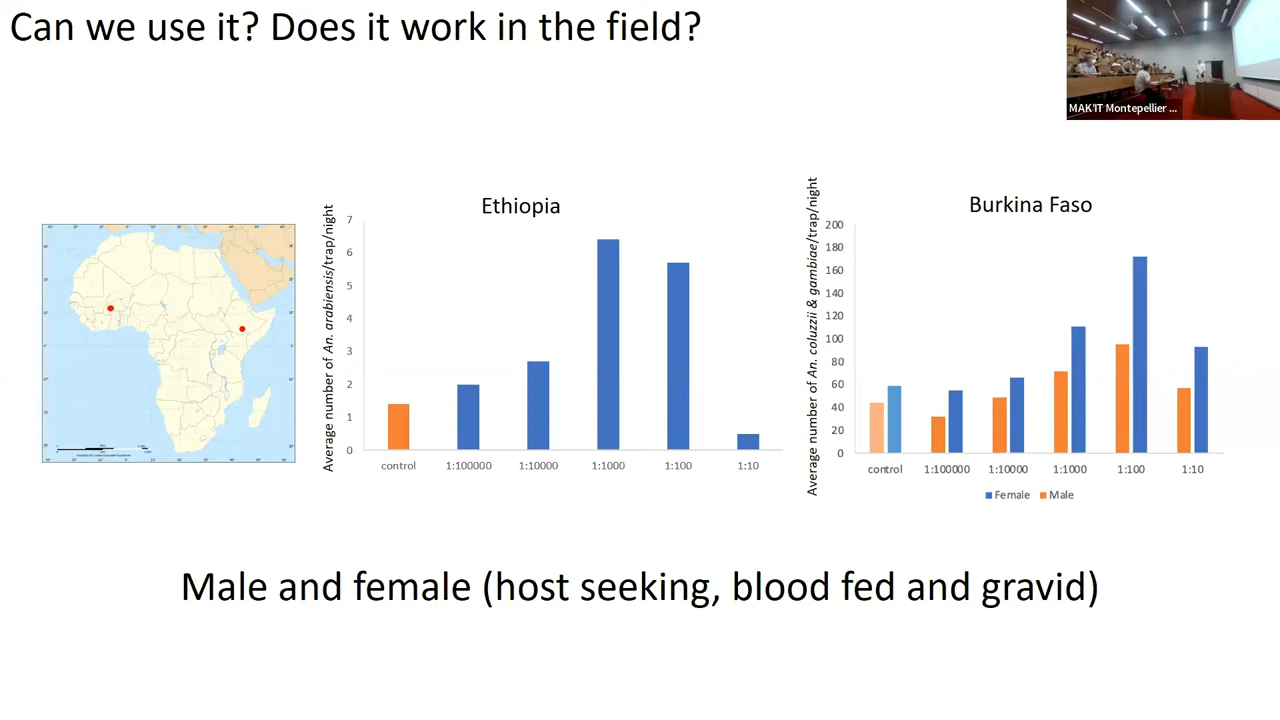 Can we use it? Does it work in the field?
MAK'IT Montepellier ...
Ethiopia
Average number of An. arabiensis/trap/night
7
6
5
4
3
2
1
0
control 1:100000 1:10000 1:1000 1:100 1:10
Burkina Faso
Average number of An. coluzzii & gambiae/trap/night
200
180
160
140
120
100
80
60
40
20
0
control 1:100000 1:10000 1:1000 1:100 1:10
Female Male
Male and female (host seeking, blood fed and gravid)